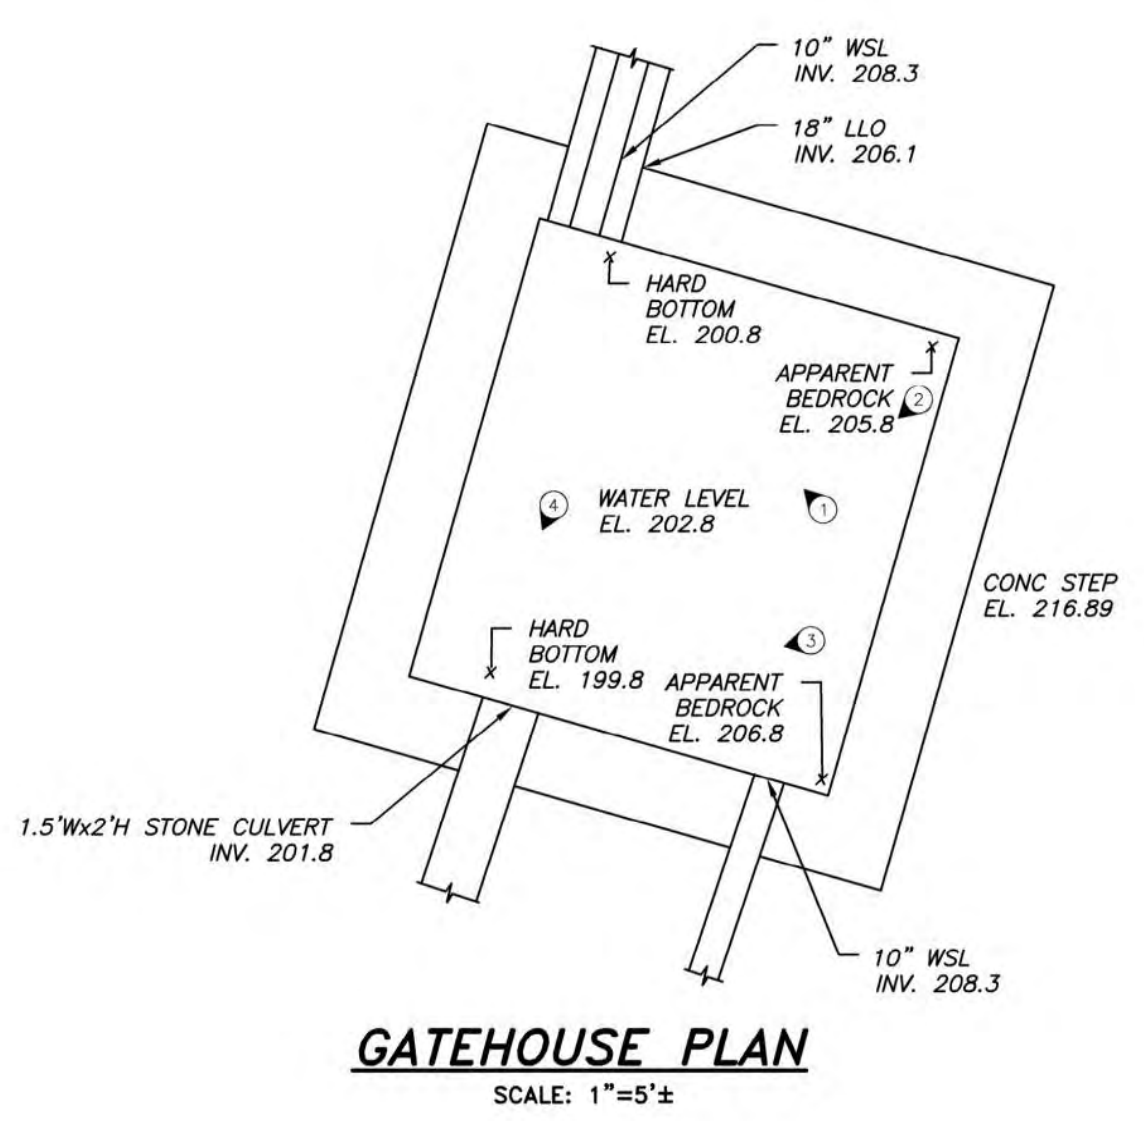 10" WSL
INV. 208.3
18" LLO
INV. 206.1
HARD
BOTTOM
EL. 200.8
APPARENT
BEDROCK
EL. 205.8
2
WATER LEVEL
EL. 202.8
4
1
CONC STEP
EL. 216.89
3
HARD
BOTTOM
EL. 199.8
APPARENT
BEDROCK
EL. 206.8
1.5'Wx2'H STONE CULVERT
INV. 201.8
10" WSL
INV. 208.3
GATEHOUSE PLAN
SCALE: 1"=5'±